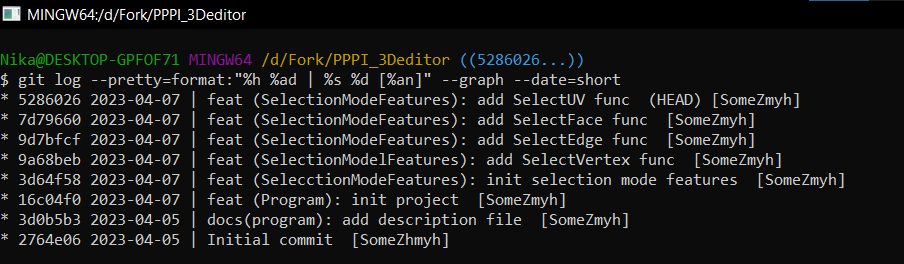 MINGW64:/d/Fork/PPPI_3Deditor
Nika@DESKTOP-GPFOF71 MINGW64 /d/Fork/PPPI_3Deditor ((5286026...))
$ git log --pretty=format:"%h %ad | %s %d [%an]" --graph --date=short
* 5286026 2023-04-07 | feat (SelectionModeFeatures): add SelectUV func  (HEAD) [SomeZmyh]
* 7d79660 2023-04-07 | feat (SelectionModeFeatures): add SelectFace func  [SomeZmyh]
* 9d7bfcf 2023-04-07 | feat (SelectionModeFeatures): add SelectEdge func  [SomeZmyh]
* 9a68beb 2023-04-07 | feat (SelectionModelFeatures): add SelectVertex func  [SomeZmyh]
* 3d64f58 2023-04-07 | feat (SelecctionModeFeatures): init selection mode features  [SomeZmyh]
* 16c04f0 2023-04-07 | feat (Program): init project  [SomeZmyh]
* 3d0b5b3 2023-04-05 | docs(program): add description file  [SomeZmyh]
* 2764e06 2023-04-05 | Initial commit  [SomeZhmyh]